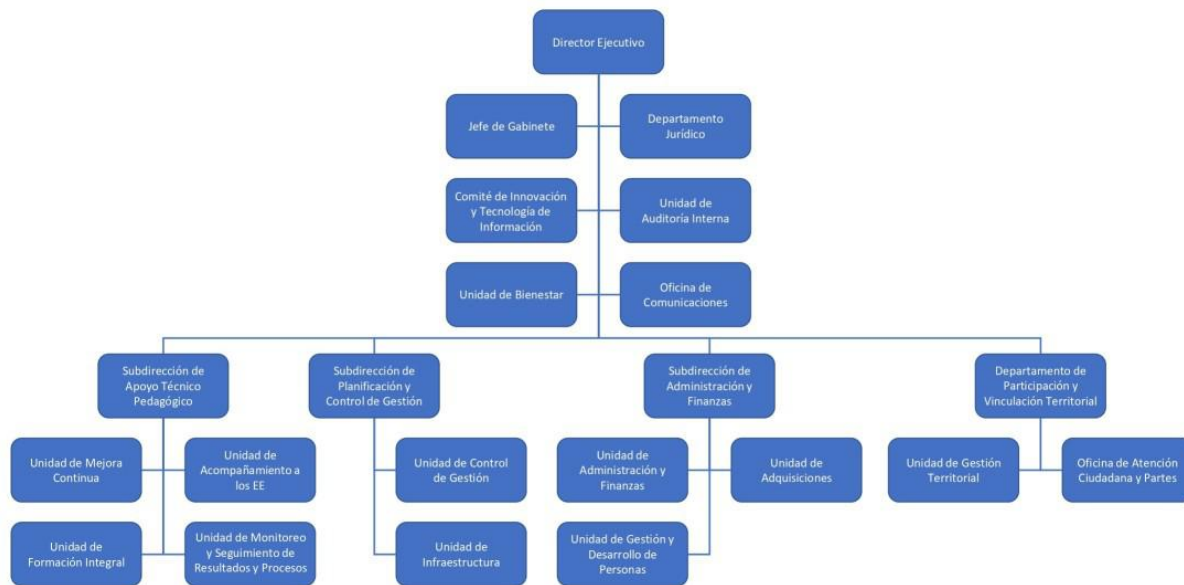 Director Ejecutivo
Jefe de Gabinete
Departamento
Jurídico
Comité de Innovación
y Tecnología de
Información
Unidad de
Auditoría Interna
Unidad de Bienestar
Oficina de
Comunicaciones
Subdirección de
Apoyo Técnico
Pedagógico
Subdirección de
Planificación y
Control de Gestión
Subdirección de
Administración y
Finanzas
Departamento de
Participación y
Vinculación Territorial
Unidad de Mejora
Continua
Unidad de
Acompañamiento a
los EE
Unidad de Control
de Gestión
Unidad de
Administración y
Finanzas
Unidad de
Adquisiciones
Unidad de Gestión
Territorial
Oficina de Atención
Ciudadana y Partes
Unidad de
Formación Integral
Unidad de Monitoreo
y Seguimiento de
Resultados y Procesos
Unidad de
Infraestructura
Unidad de Gestión y
Desarrollo de
Personas